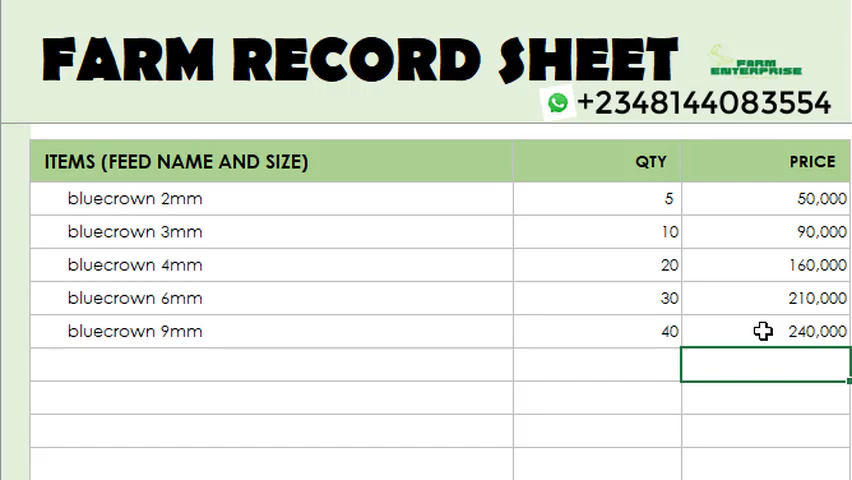 FARM RECORD SHEET
FARM
ENTERPRISE
+2348144083554
ITEMS (FEED NAME AND SIZE) QTY PRICE
bluecrown 2mm 5 50,000
bluecrown 3mm 10 90,000
bluecrown 4mm 20 160,000
bluecrown 6mm 30 210,000
bluecrown 9mm 40 240,000